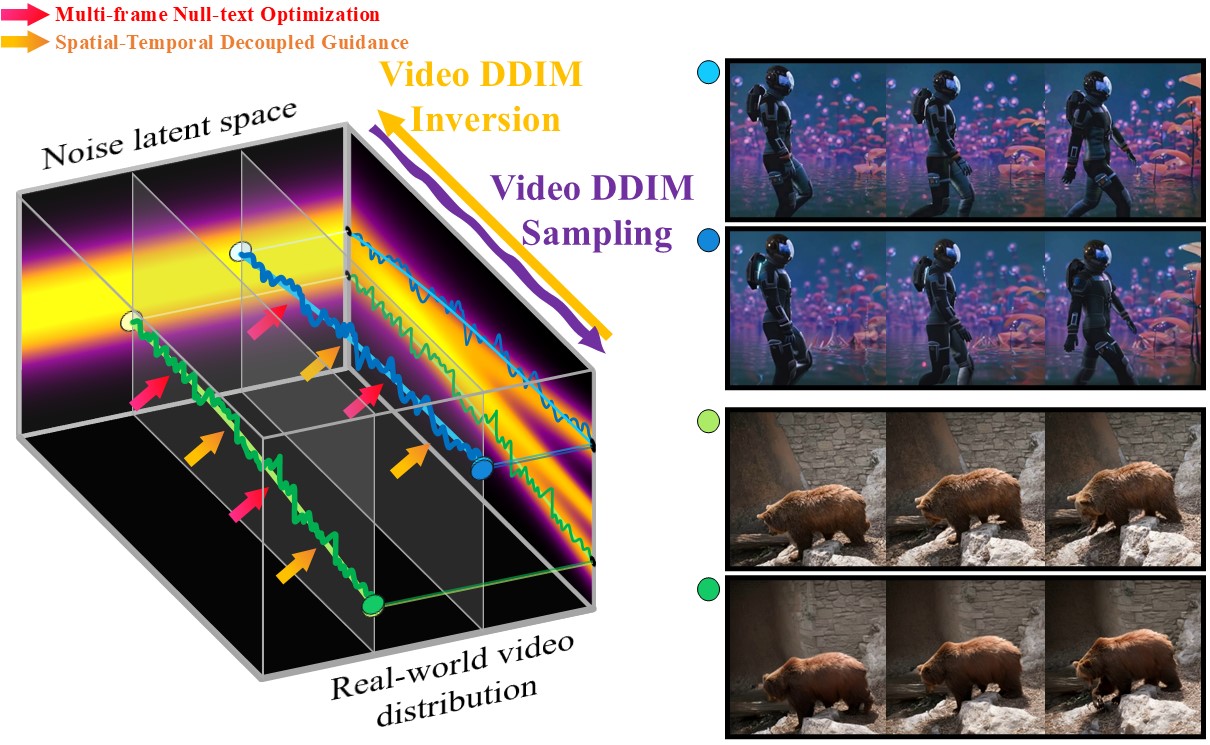 Multi-frame Null-text Optimization
Spatial-Temporal Decoupled Guidance
Video DDIM
Inversion
Noise latent space
Video DDIM
Sampling
Real-world video
distribution